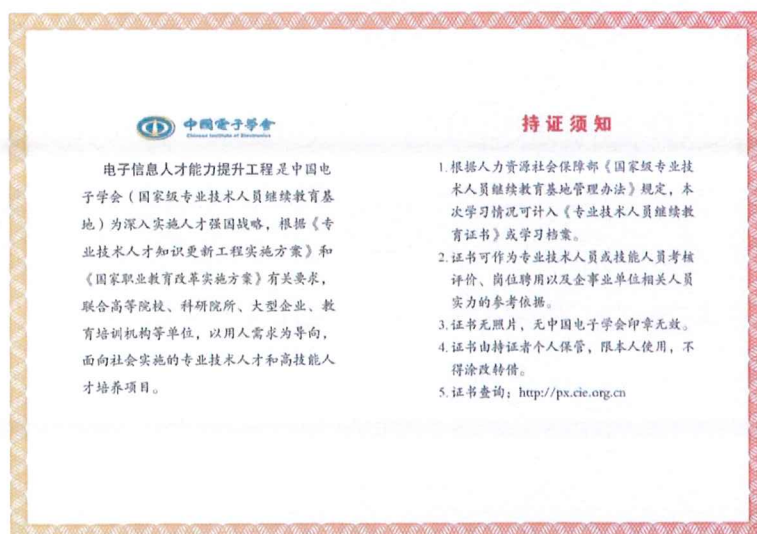 中國電子學會
Chinese Institute of Electronics
电子信息人才能力提升工程是中国电
子学会(国家级专业技术人员继续教育基
地)为深入实施人才强国战略,根据《专
业技术人才知识更新工程实施方案》和
《国家职业教育改革实施方案》有关要求,
联合高等院校、科研院所、大型企业、教
育培训机构等单位,以用人需求为导向,
面向社会实施的专业技术人才和高技能人
才培养项目。
持证须知
1.根据人力资源社会保障部《国家级专业技
术人员继续教育基地管理办法》规定,本
次学习情况可计入《专业技术人员继续教
育证书》或学习档案。
2.证书可作为专业技术人员或技能人员考核
评价、岗位聘用以及企事业单位相关人员
实力的参考依据。
3.证书无照片,无中国电子学会印章无效。
4.证书由持证者个人保管,限本人使用,不
得涂改转借。
5.证书查询:http://px.cie.org.cn